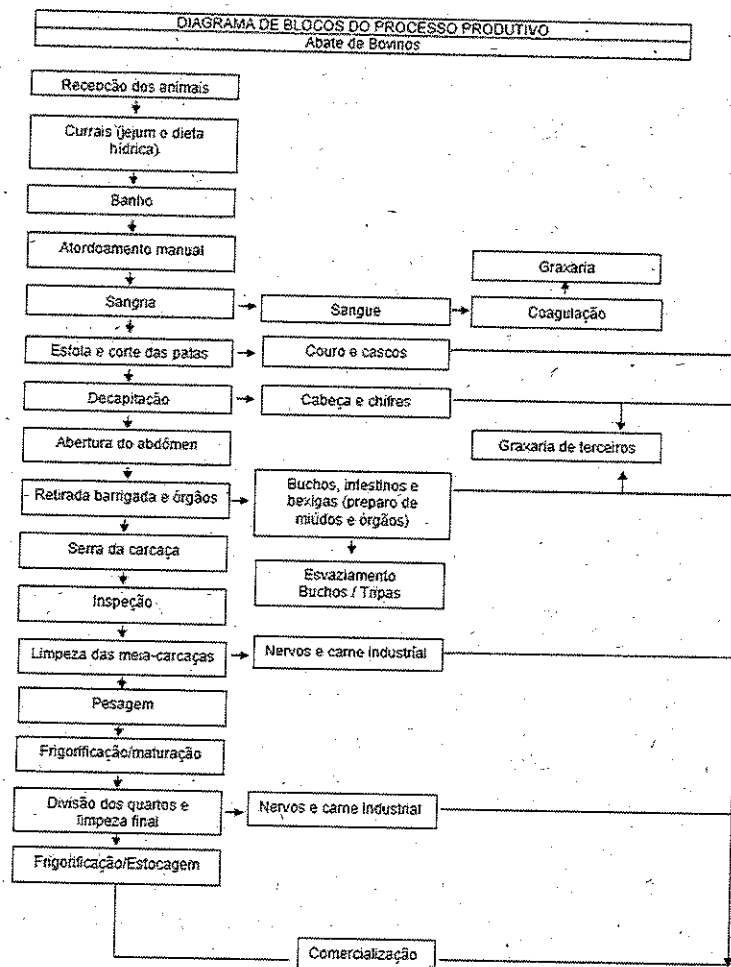 DIAGRAMA DE BLOCOS DO PROCESSO PRODUTIVO
Abate de Bovinos
Recepção dos animais
Currais (jejum e dieta
hídrica)
Banho
Atordoamento manual
Graxaria
Sangria
Sangue
Coagulação
Esfola e corte das patas
Couro e cascos
Decapitação
Cabeça e chifres
Abertura do abdômen
Graxaria de terceiros
Retirada barrigada e órgãos
Buchos, intestinos e
bexigas (preparo de
miúdos e órgãos)
Serra da carcaça
Esvaziamento
Buchos / Tripas
Inspeção
Limpeza das meia-carcaças
Nervos e carne industrial
Pesagem
Frigorificação/maturação
Divisão dos quartos e
limpeza final
Nervos e carne industrial
Frigorificação/Estocagem
Comercialização